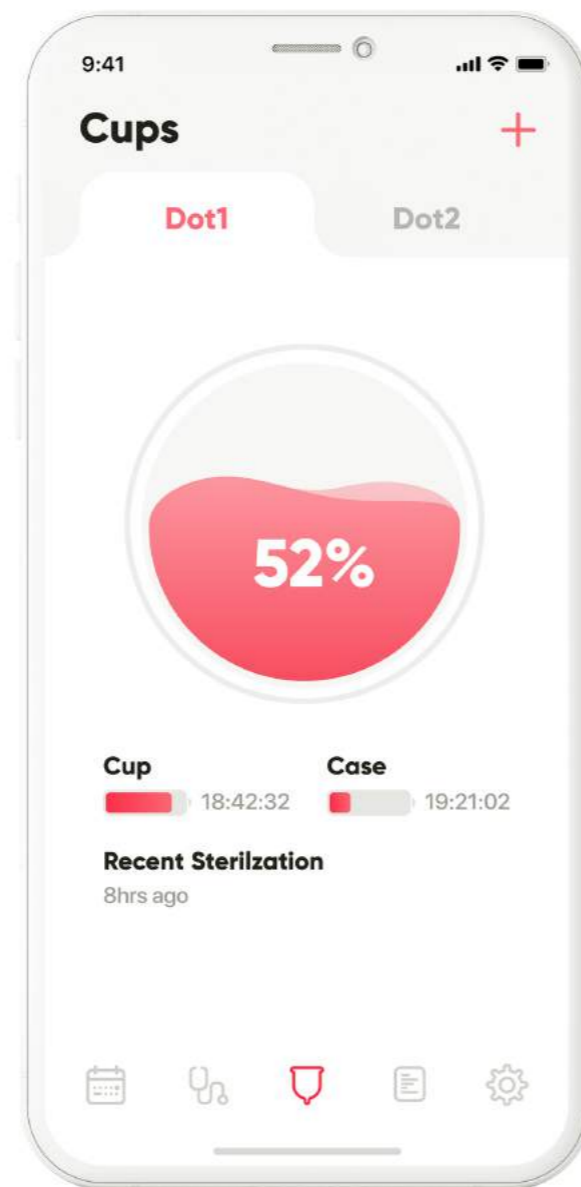 9:41
Cups
Dot1 Dot2
52%
Cup Case
18:42:32 19:21:02
Recent Sterilzation
8hrs ago